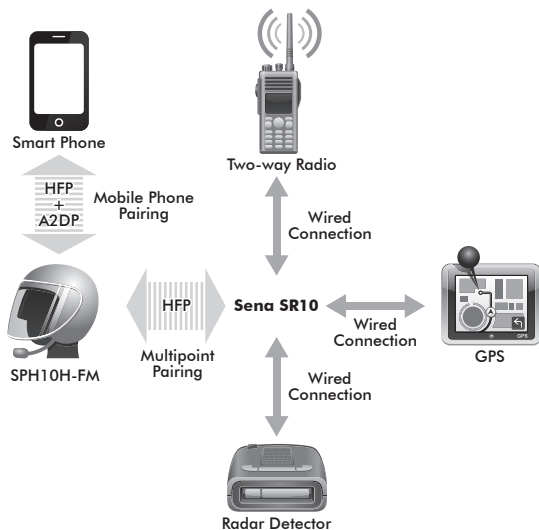 Smart Phone
Two-way Radio
HFP
+
A2DP
Mobile Phone
Pairing
Wired
Connection
HFP
Sena SR10
Wired
Connection
GPS
GPS
SPH10H-FM
Multipoint
Pairing
Wired
Connection
Radar Detector